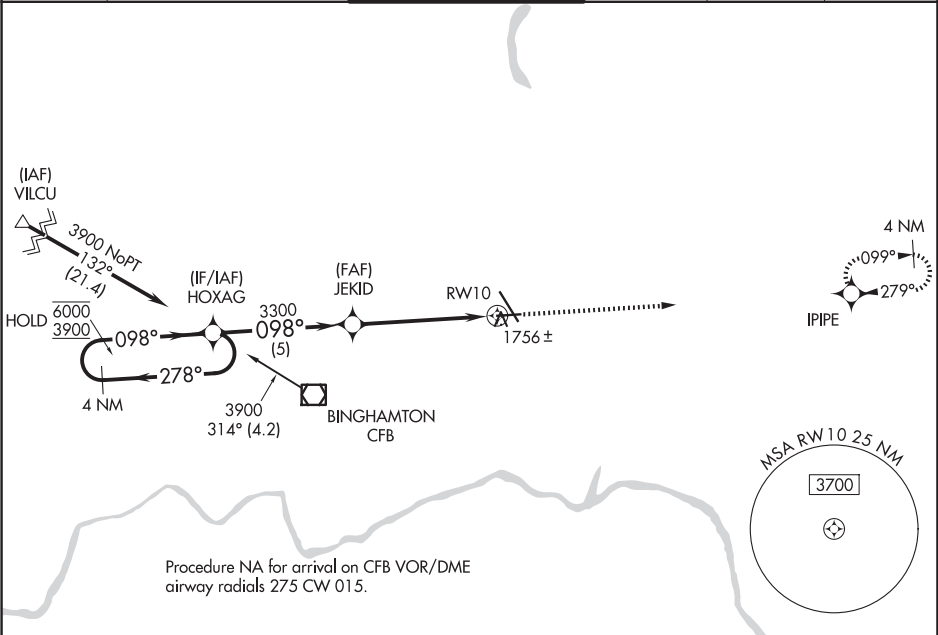 (IAF)
VILCU
3900 NoPT
132°
(21.4)
(IF/IAF)
HOXAG
(FAF)
JEKID
RW10
4 NM
099°
279°
IPIPE
HOLD
6000
3900
098°
3300
098°
(5)
1756 ±
278°
4 NM
3900
314° (4.2)
BINGHAMTON
CFB
MSA RW10 25 NM
3700
Procedure NA for arrival on CFB VOR/DME
airway radials 275 CW 015.